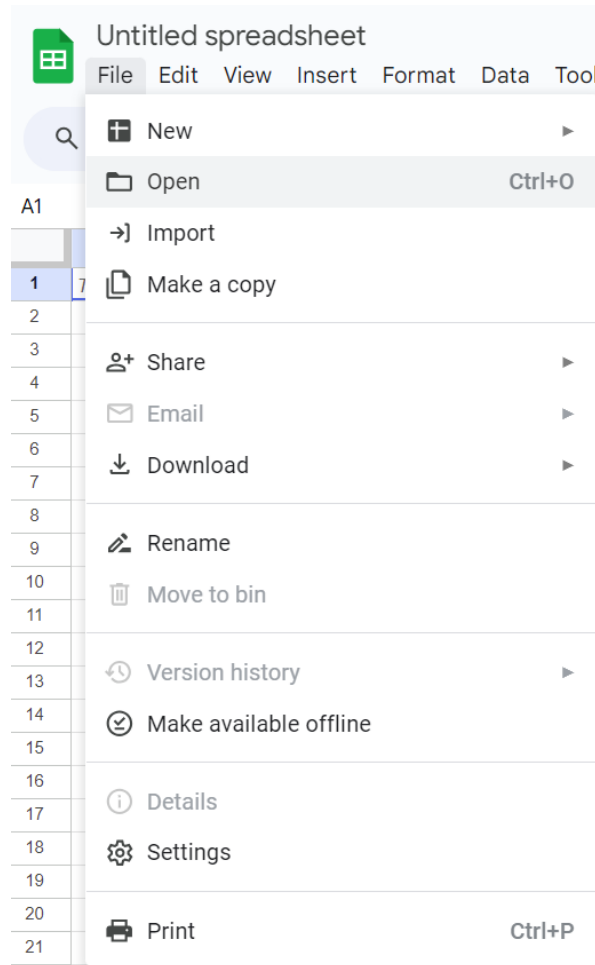 Untitled spreadsheet
File Edit View Insert Format Data
New
Open Ctrl+O
Import
Make a copy
Share
Email
Download
Rename
Move to bin
Version history
Make available offline
Details
Settings
Print Ctrl+P
A1
1
2
3
4
5
6
7
8
9
10
11
12
13
14
15
16
17
18
19
20
21